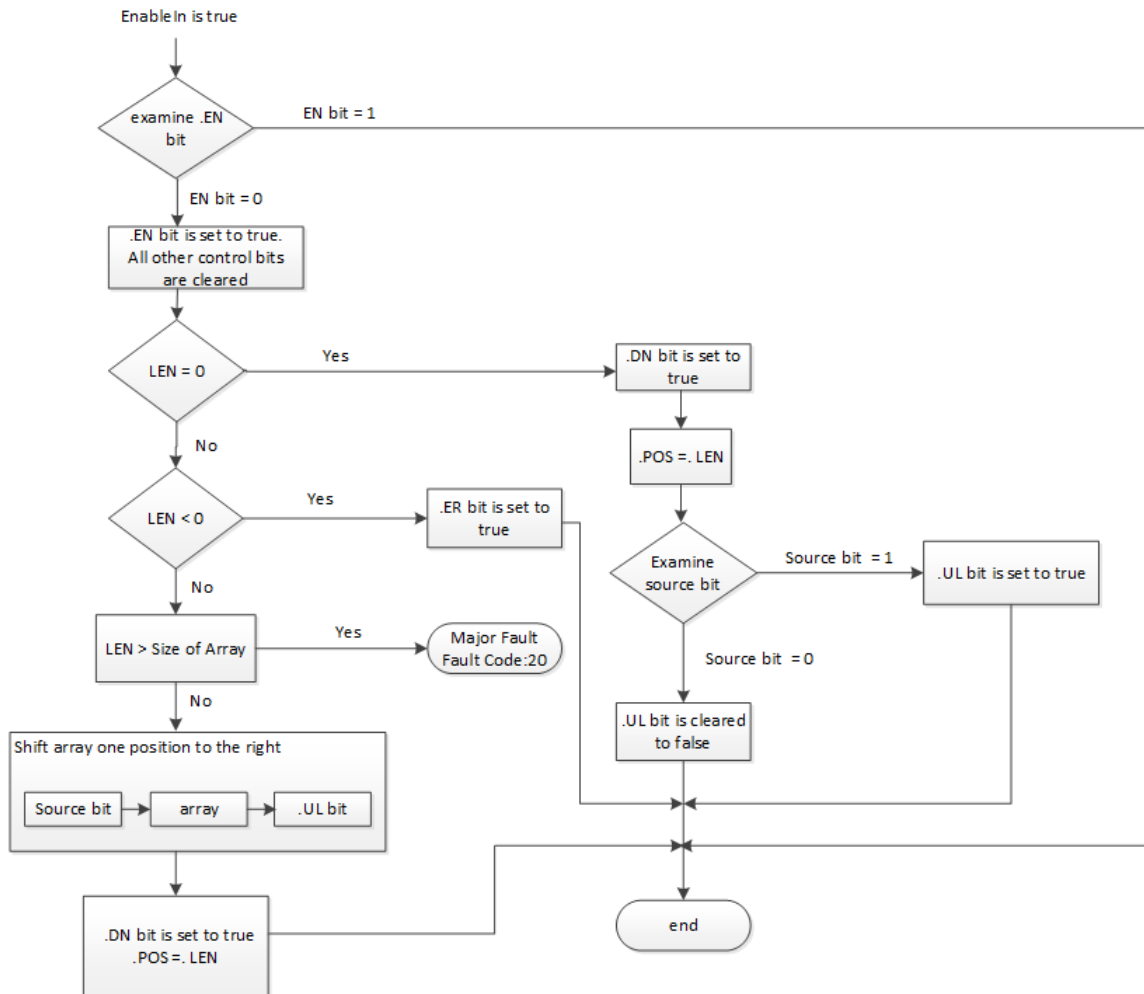 EnableIn is true
examine .EN
bit
EN bit = 1
EN bit = 0
.EN bit is set to true.
All other control bits
are cleared
LEN = 0
Yes
.DN bit is set to
true
No
.POS =. LEN
LEN < 0
Yes
.ER bit is set to
true
Examine
source bit
Source bit = 1
.UL bit is set to true
No
LEN > Size of Array
Yes
Major Fault
Fault Code:20
Source bit = 0
No
.UL bit is cleared
to false
Shift array one position to the right
Source bit
array
.UL bit
.DN bit is set to true
.POS =. LEN
end